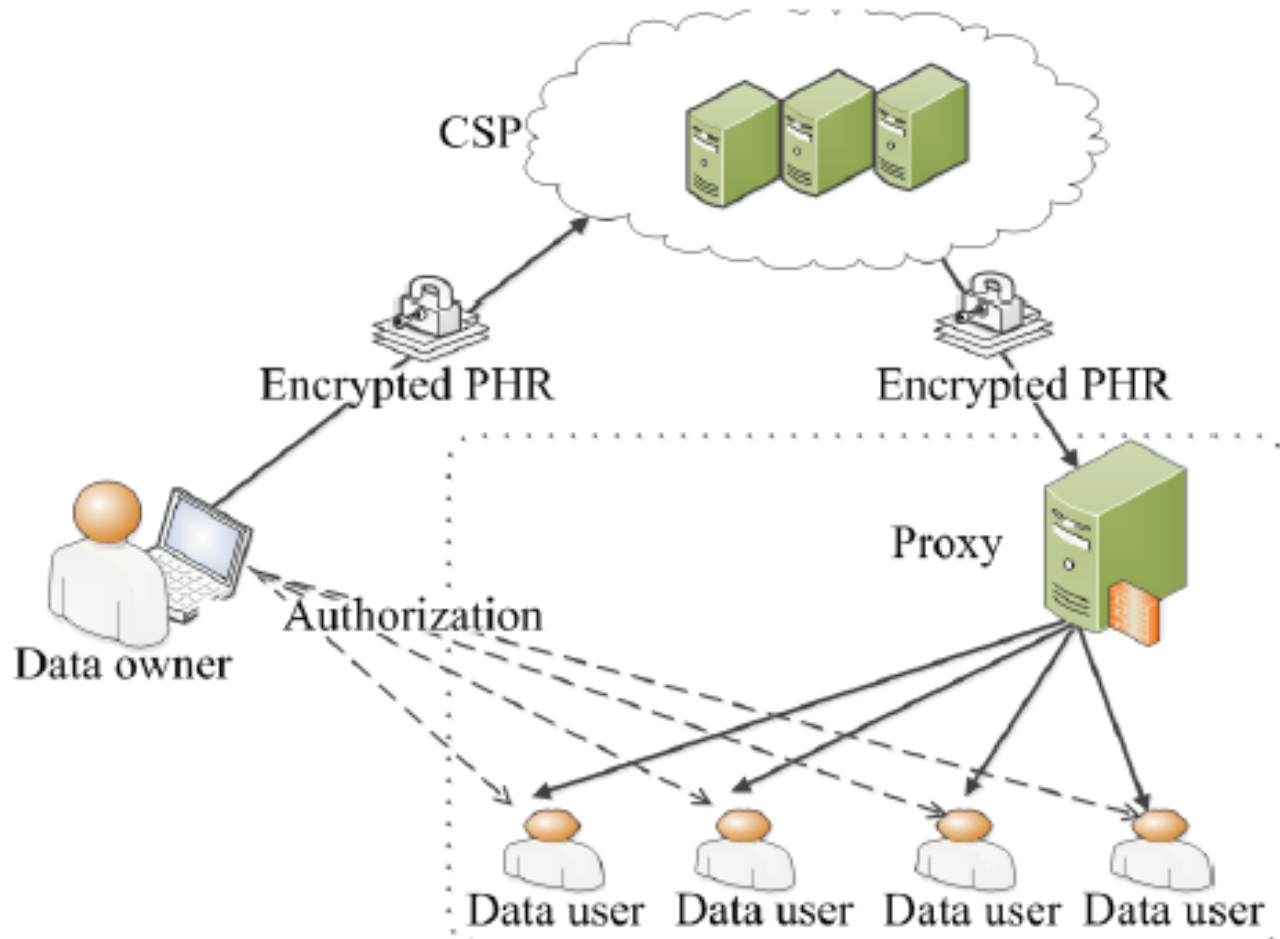 CSP
Encrypted PHR
Encrypted PHR
Proxy
Authorization
Data owner
Data user
Data user
Data user
Data user